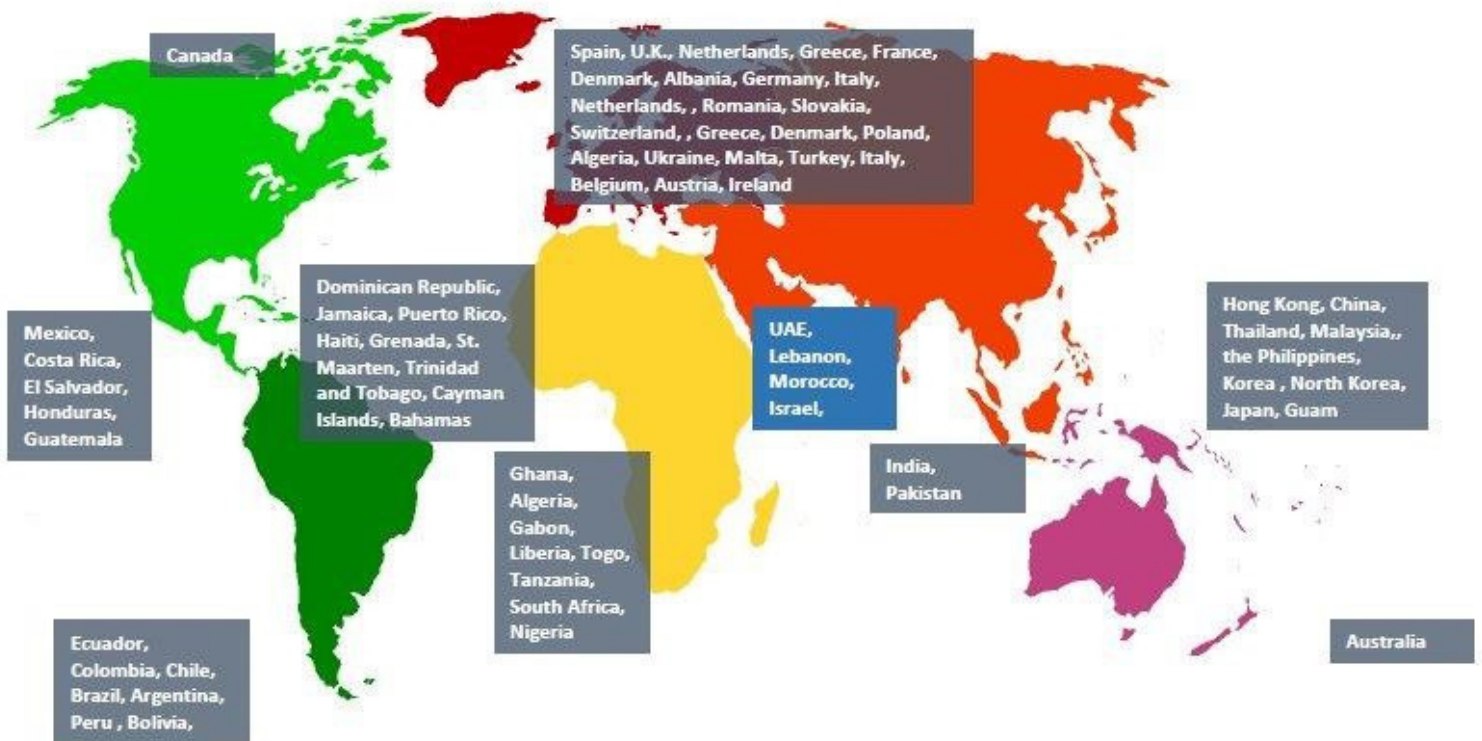 Canada
Spain, U.K., Netherlands, Greece, France,
Denmark, Albania, Germany, Italy,
Netherlands, , Romania, Slovakia,
Switzerland, , Greece, Denmark, Poland,
Algeria, Ukraine, Malta, Turkey, Italy,
Belgium, Austria, Ireland
Mexico,
Costa Rica,
El Salvador,
Honduras,
Guatemala
Dominican Republic,
Jamaica, Puerto Rico,
Haiti, Grenada, St.
Maarten, Trinidad
and Tobago, Cayman
Islands, Bahamas
UAE,
Lebanon,
Morocco,
Israel,
Hong Kong, China,
Thailand, Malaysia,,
the Philippines,
Korea , North Korea,
Japan, Guam
Ghana,
Algeria,
Gabon,
Liberia, Togo,
Tanzania,
South Africa,
Nigeria
India,
Pakistan
Ecuador,
Colombia, Chile,
Brazil, Argentina,
Peru , Bolivia,
Australia